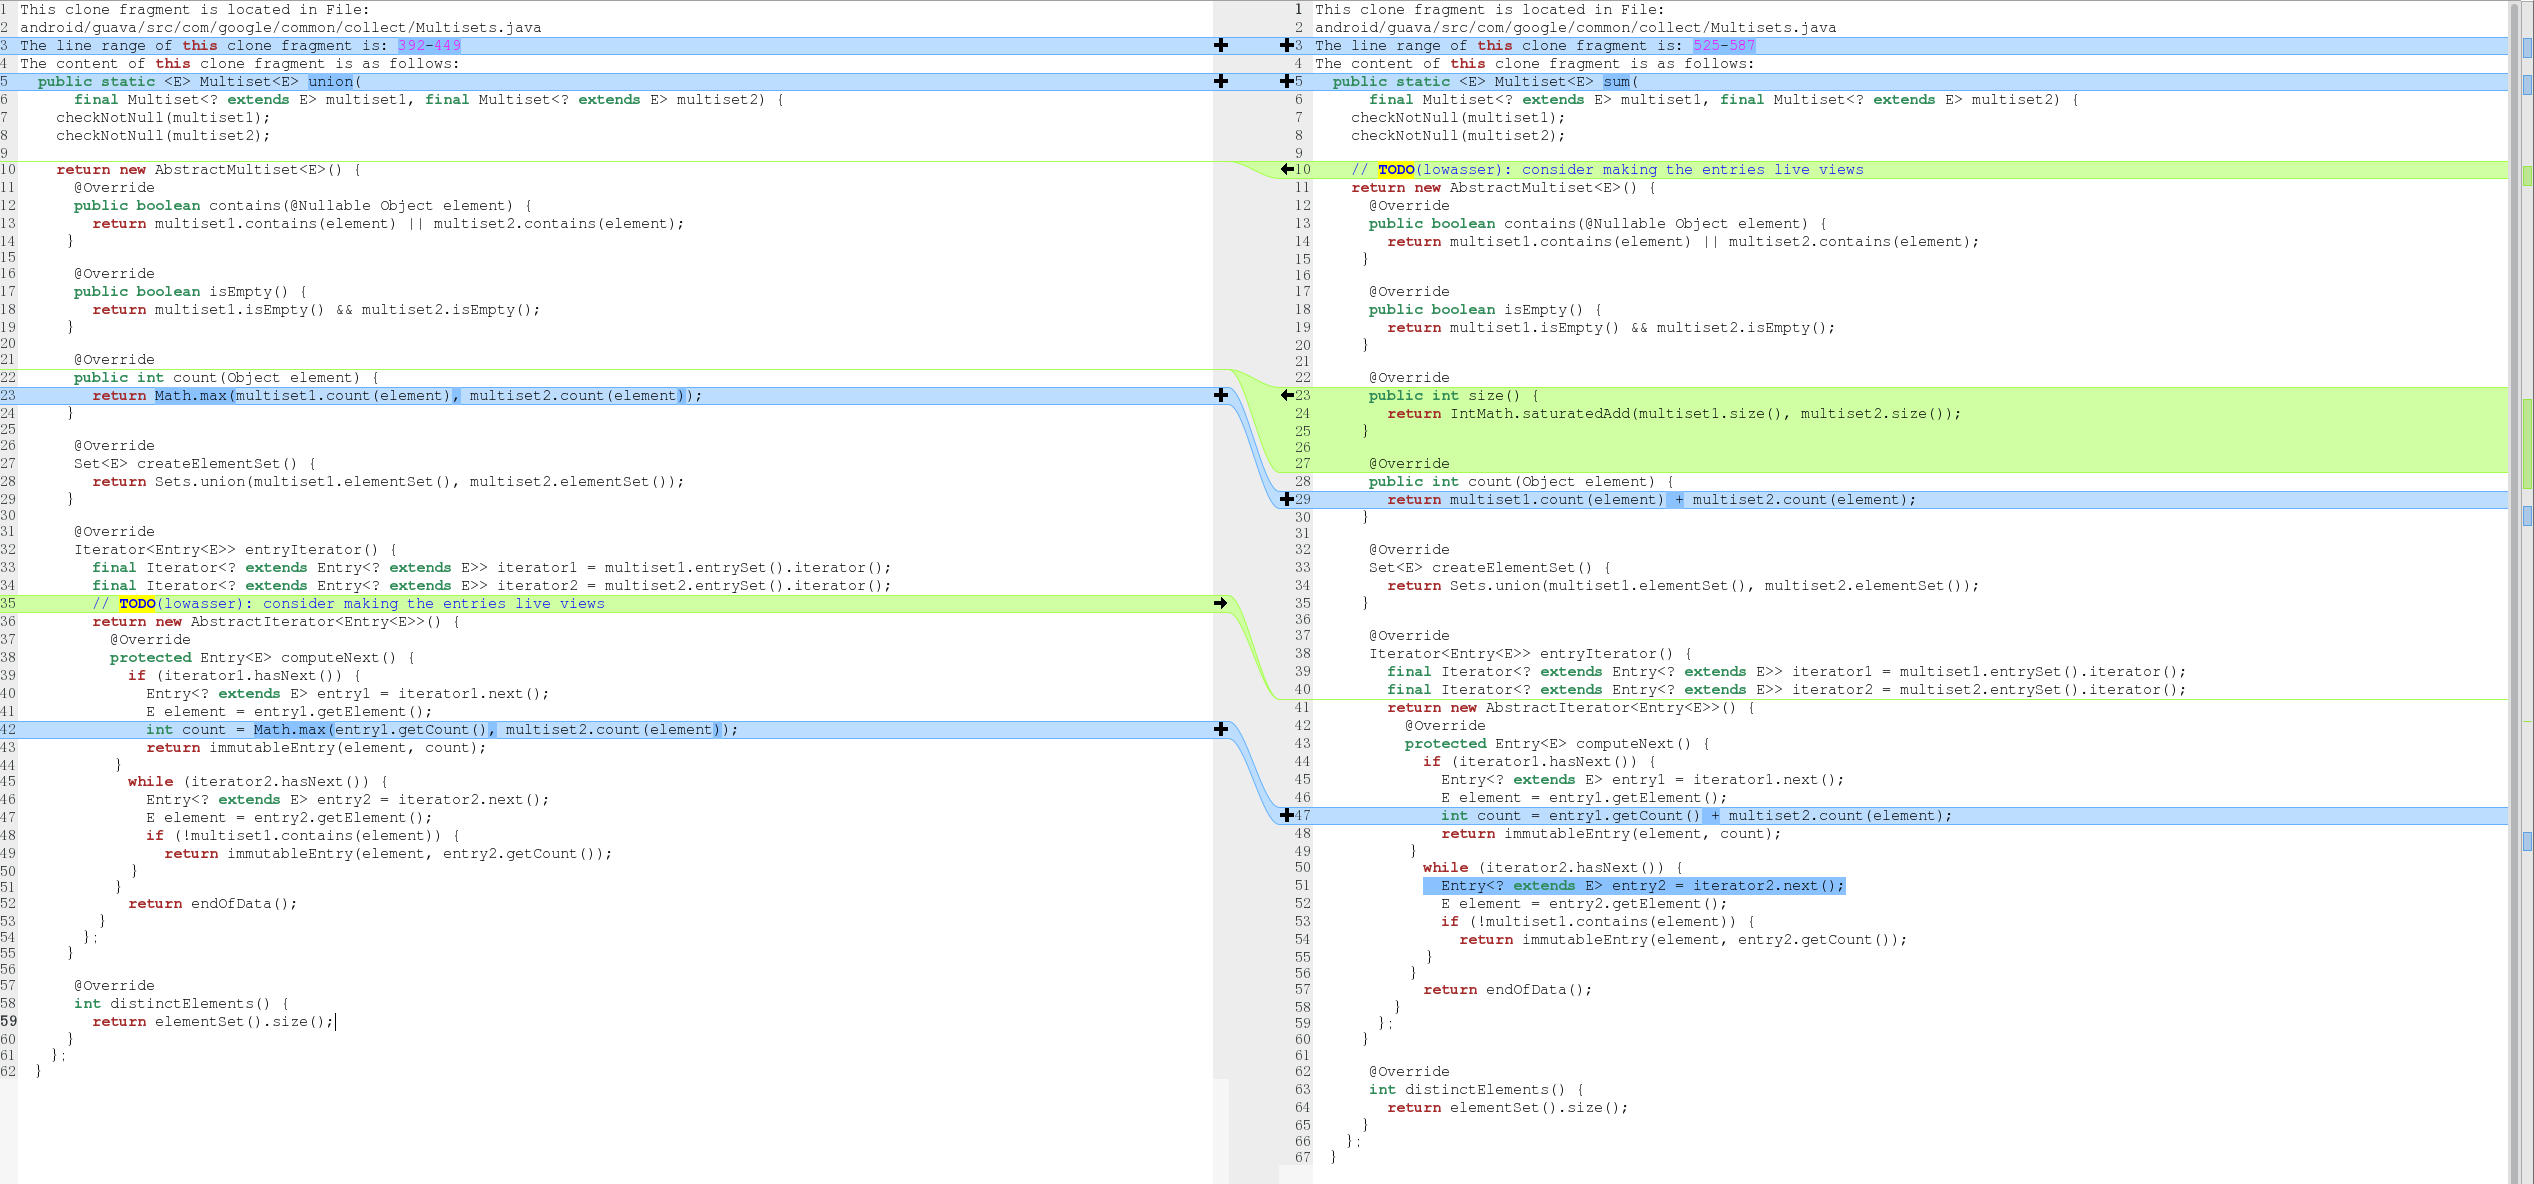 1 This clone fragment is located in File:
2 android/guava/src/com/google/common/collect/Multisets.java
3 The line range of this clone fragment is: 392-449
4 The content of this clone fragment is as follows:
5   public static <E> Multiset<E> union(
6       final Multiset<? extends E> multiset1, final Multiset<? extends E> multiset2) {
7     checkNotNull(multiset1);
8     checkNotNull(multiset2);
9
10     return new AbstractMultiset<E>() {
11       @Override
12       public boolean contains(@Nullable Object element) {
13         return multiset1.contains(element) || multiset2.contains(element);
14       }
15
16       @Override
17       public boolean isEmpty() {
18         return multiset1.isEmpty() && multiset2.isEmpty();
19       }
20
21       @Override
22       public int count(Object element) {
23         return Math.max(multiset1.count(element), multiset2.count(element));
24       }
25
26       @Override
27       Set<E> createElementSet() {
28         return Sets.union(multiset1.elementSet(), multiset2.elementSet());
29       }
30
31       @Override
32       Iterator<Entry<E>> entryIterator() {
33         final Iterator<? extends Entry<? extends E>> iterator1 = multiset1.entrySet().iterator();
34         final Iterator<? extends Entry<? extends E>> iterator2 = multiset2.entrySet().iterator();
35         // TODO(lowasser): consider making the entries live views
36         return new AbstractIterator<Entry<E>>() {
37           @Override
38           protected Entry<E> computeNext() {
39             if (iterator1.hasNext()) {
40               Entry<? extends E> entry1 = iterator1.next();
41               E element = entry1.getElement();
42               int count = Math.max(entry1.getCount(), multiset2.count(element));
43               return immutableEntry(element, count);
44             }
45             while (iterator2.hasNext()) {
46               Entry<? extends E> entry2 = iterator2.next();
47               E element = entry2.getElement();
48               if (!multiset1.contains(element)) {
49                 return immutableEntry(element, entry2.getCount());
50               }
51             }
52             return endOfData();
53           }
54         };
55       }
56
57       @Override
58       int distinctElements() {
59         return elementSet().size();
60       }
61     };
62   }
1 This clone fragment is located in File:
2 android/guava/src/com/google/common/collect/Multisets.java
3 The line range of this clone fragment is: 525-587
4 The content of this clone fragment is as follows:
5   public static <E> Multiset<E> sum(
6       final Multiset<? extends E> multiset1, final Multiset<? extends E> multiset2) {
7     checkNotNull(multiset1);
8     checkNotNull(multiset2);
9
10     // TODO(lowasser): consider making the entries live views
11     return new AbstractMultiset<E>() {
12       @Override
13       public boolean contains(@Nullable Object element) {
14         return multiset1.contains(element) || multiset2.contains(element);
15       }
16
17       @Override
18       public boolean isEmpty() {
19         return multiset1.isEmpty() && multiset2.isEmpty();
20       }
21
22       @Override
23       public int size() {
24         return IntMath.saturatedAdd(multiset1.size(), multiset2.size());
25       }
26
27       @Override
28       public int count(Object element) {
29         return multiset1.count(element) + multiset2.count(element);
30       }
31
32       @Override
33       Set<E> createElementSet() {
34         return Sets.union(multiset1.elementSet(), multiset2.elementSet());
35       }
36
37       @Override
38       Iterator<Entry<E>> entryIterator() {
39         final Iterator<? extends Entry<? extends E>> iterator1 = multiset1.entrySet().iterator();
40         final Iterator<? extends Entry<? extends E>> iterator2 = multiset2.entrySet().iterator();
41         return new AbstractIterator<Entry<E>>() {
42           @Override
43           protected Entry<E> computeNext() {
44             if (iterator1.hasNext()) {
45               Entry<? extends E> entry1 = iterator1.next();
46               E element = entry1.getElement();
47               int count = entry1.getCount() + multiset2.count(element);
48               return immutableEntry(element, count);
49             }
50             while (iterator2.hasNext()) {
51               Entry<? extends E> entry2 = iterator2.next();
52               E element = entry2.getElement();
53               if (!multiset1.contains(element)) {
54                 return immutableEntry(element, entry2.getCount());
55               }
56             }
57             return endOfData();
58           }
59         };
60       }
61
62       @Override
63       int distinctElements() {
64         return elementSet().size();
65       }
66     };
67   }